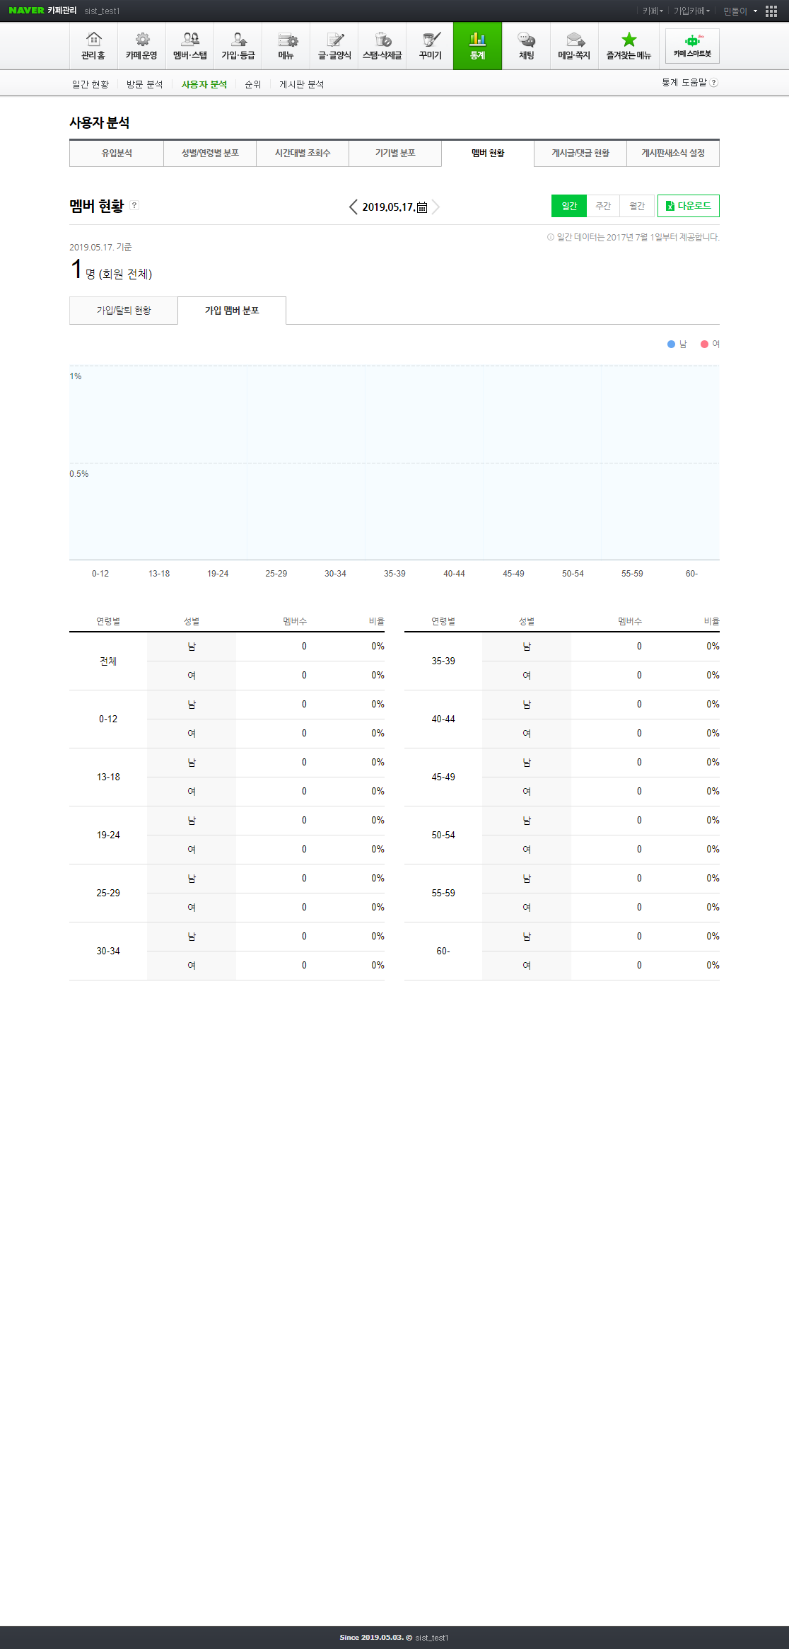 NAVER 카페관리 sist_test1 카페 가입카페 민돌이
관리 홈 카페 운영 멤버·스탭 가입·등급 메뉴 글·글양식 스팸·삭제글 꾸미기 통계 채팅 메일·쪽지 즐겨찾는 메뉴 카페 스마트봇
일간 현황 방문 분석 사용자 분석 순위 게시판 분석 통계 도움말 ?
사용자 분석
유입분석 성별/연령별 분포 시간대별 조회수 기기별 분포 멤버 현황 게시글/댓글 현황 게시판새소식 설정
멤버 현황 ? 2019.05.17. 일간 주간 월간 다운로드
일간 데이터는 2017년 7월 1일부터 제공합니다.
2019.05.17. 기준
1 명 (회원 전체)
가입/탈퇴 현황 가입 멤버 분포
남 여
1%
0.5%
0-12 13-18 19-24 25-29 30-34 35-39 40-44 45-49 50-54 55-59 60-
연령별 성별 멤버수 비율 연령별 성별 멤버수 비율
전체 남 0 0% 35-39 남 0 0%
여 0 0% 여 0 0%
0-12 남 0 0% 40-44 남 0 0%
여 0 0% 여 0 0%
13-18 남 0 0% 45-49 남 0 0%
여 0 0% 여 0 0%
19-24 남 0 0% 50-54 남 0 0%
여 0 0% 여 0 0%
25-29 남 0 0% 55-59 남 0 0%
여 0 0% 여 0 0%
30-34 남 0 0% 60- 남 0 0%
여 0 0% 여 0 0%
Since 2019.05.03. © sist_test1